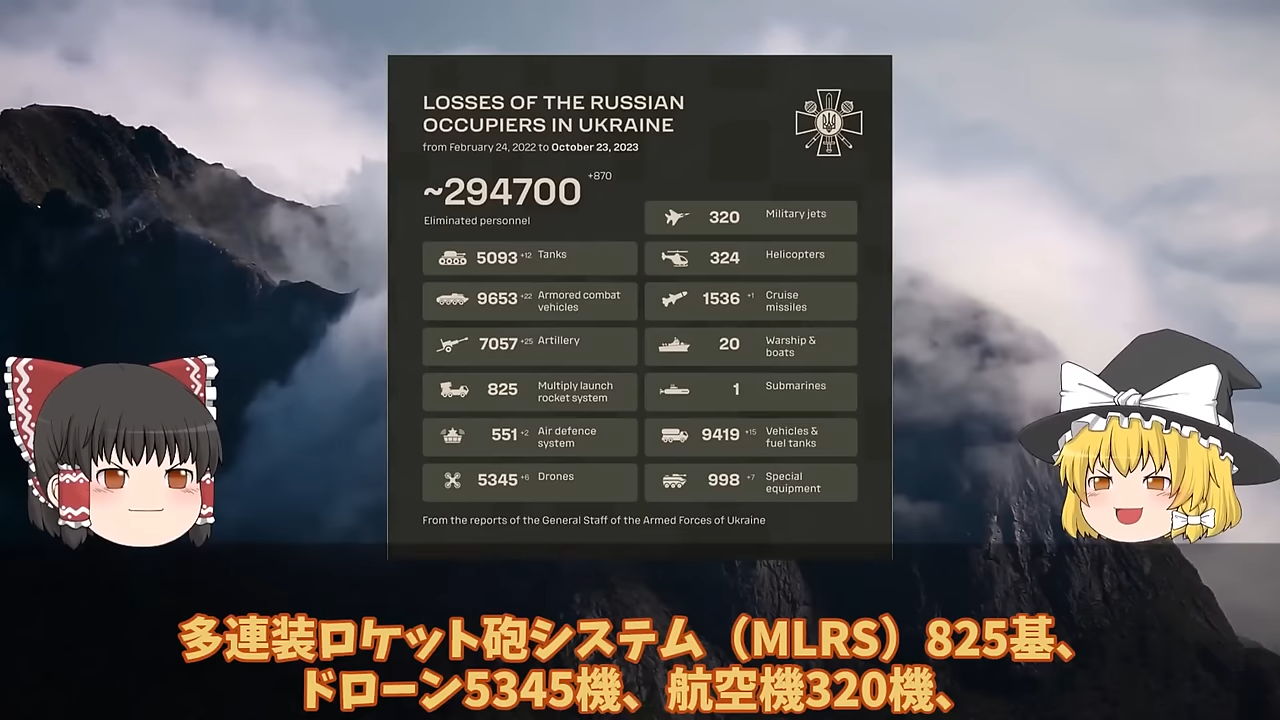 LOSSES OF THE RUSSIAN
OCCUPIERS IN UKRAINE
from February 24, 2022 to October 23, 2023
~294700 +870
Eliminated personnel
320 Military jets
5093 +12 Tanks
324 Helicopters
9653 +22 Armored combat
vehicles
1536 +1 Cruise
missiles
7057 +25 Artillery
20 Warship &
boats
825 Multiply launch
rocket system
1 Submarines
551 +2 Air defence
system
9419 +15 Vehicles &
fuel tanks
5345 +6 Drones
998 +7 Special
equipment
From the reports of the General Staff of the Armed Forces of Ukraine
多連装ロケット砲システム（MLRS）825基、
ドローン5345機、航空機320機、